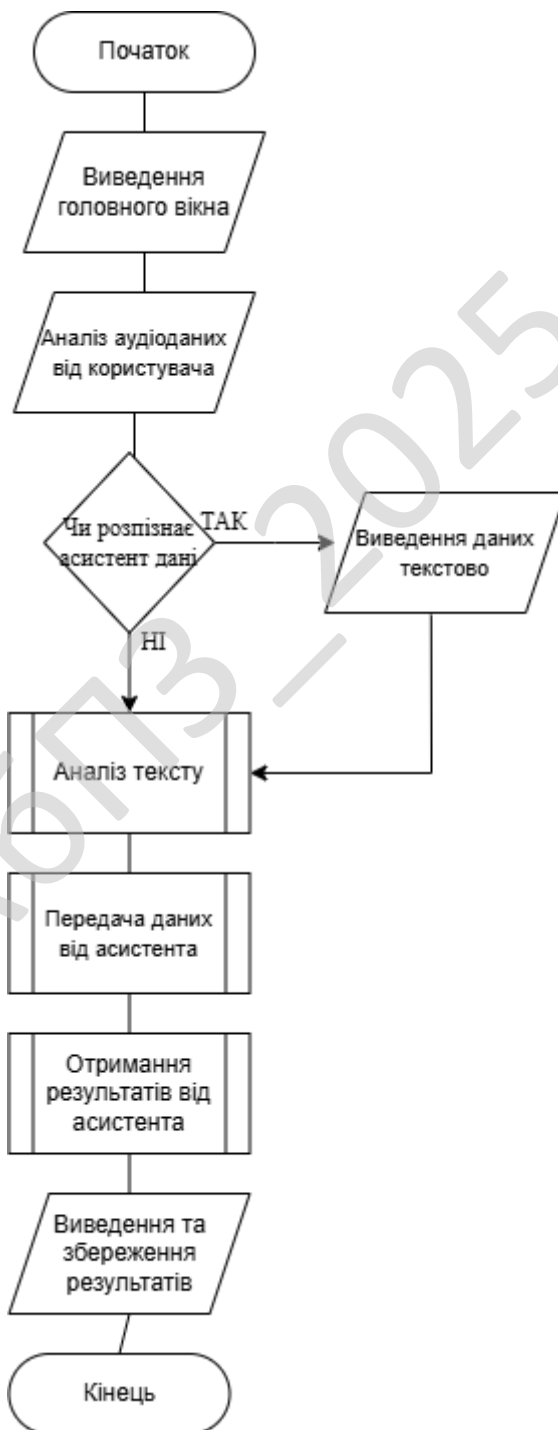 Початок
Виведення
головного вікна
Аналіз аудіоданих
від користувача
Чи розпізнає
асистент дані
ТАК
Виведення даних
текстово
НІ
Аналіз тексту
Передача даних
від асистента
Отримання
результатів від
асистента
Виведення та
збереження
результатів
Кінець